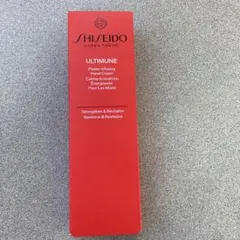 SHISEIDO
GINZA TOKYO
ULTIMUNE
Power Infusing
Hand Cream
Crème Activatrice
Énergisante
Pour Les Mains
Strengthen & Revitalize
Renforce & Revitalise